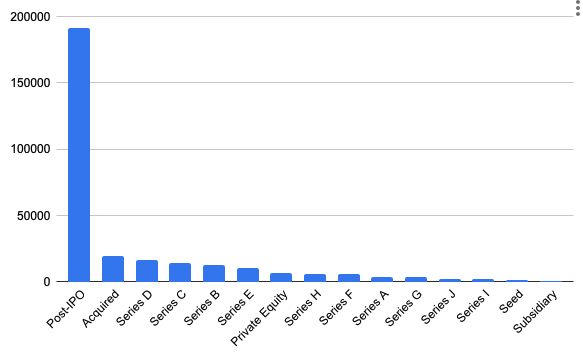 200000
150000
100000
50000
0
Post-IPO
Acquired
Series D
Series C
Series B
Series E
Private Equity
Series H
Series F
Series A
Series G
Series J
Series I
Seed
Subsidiary